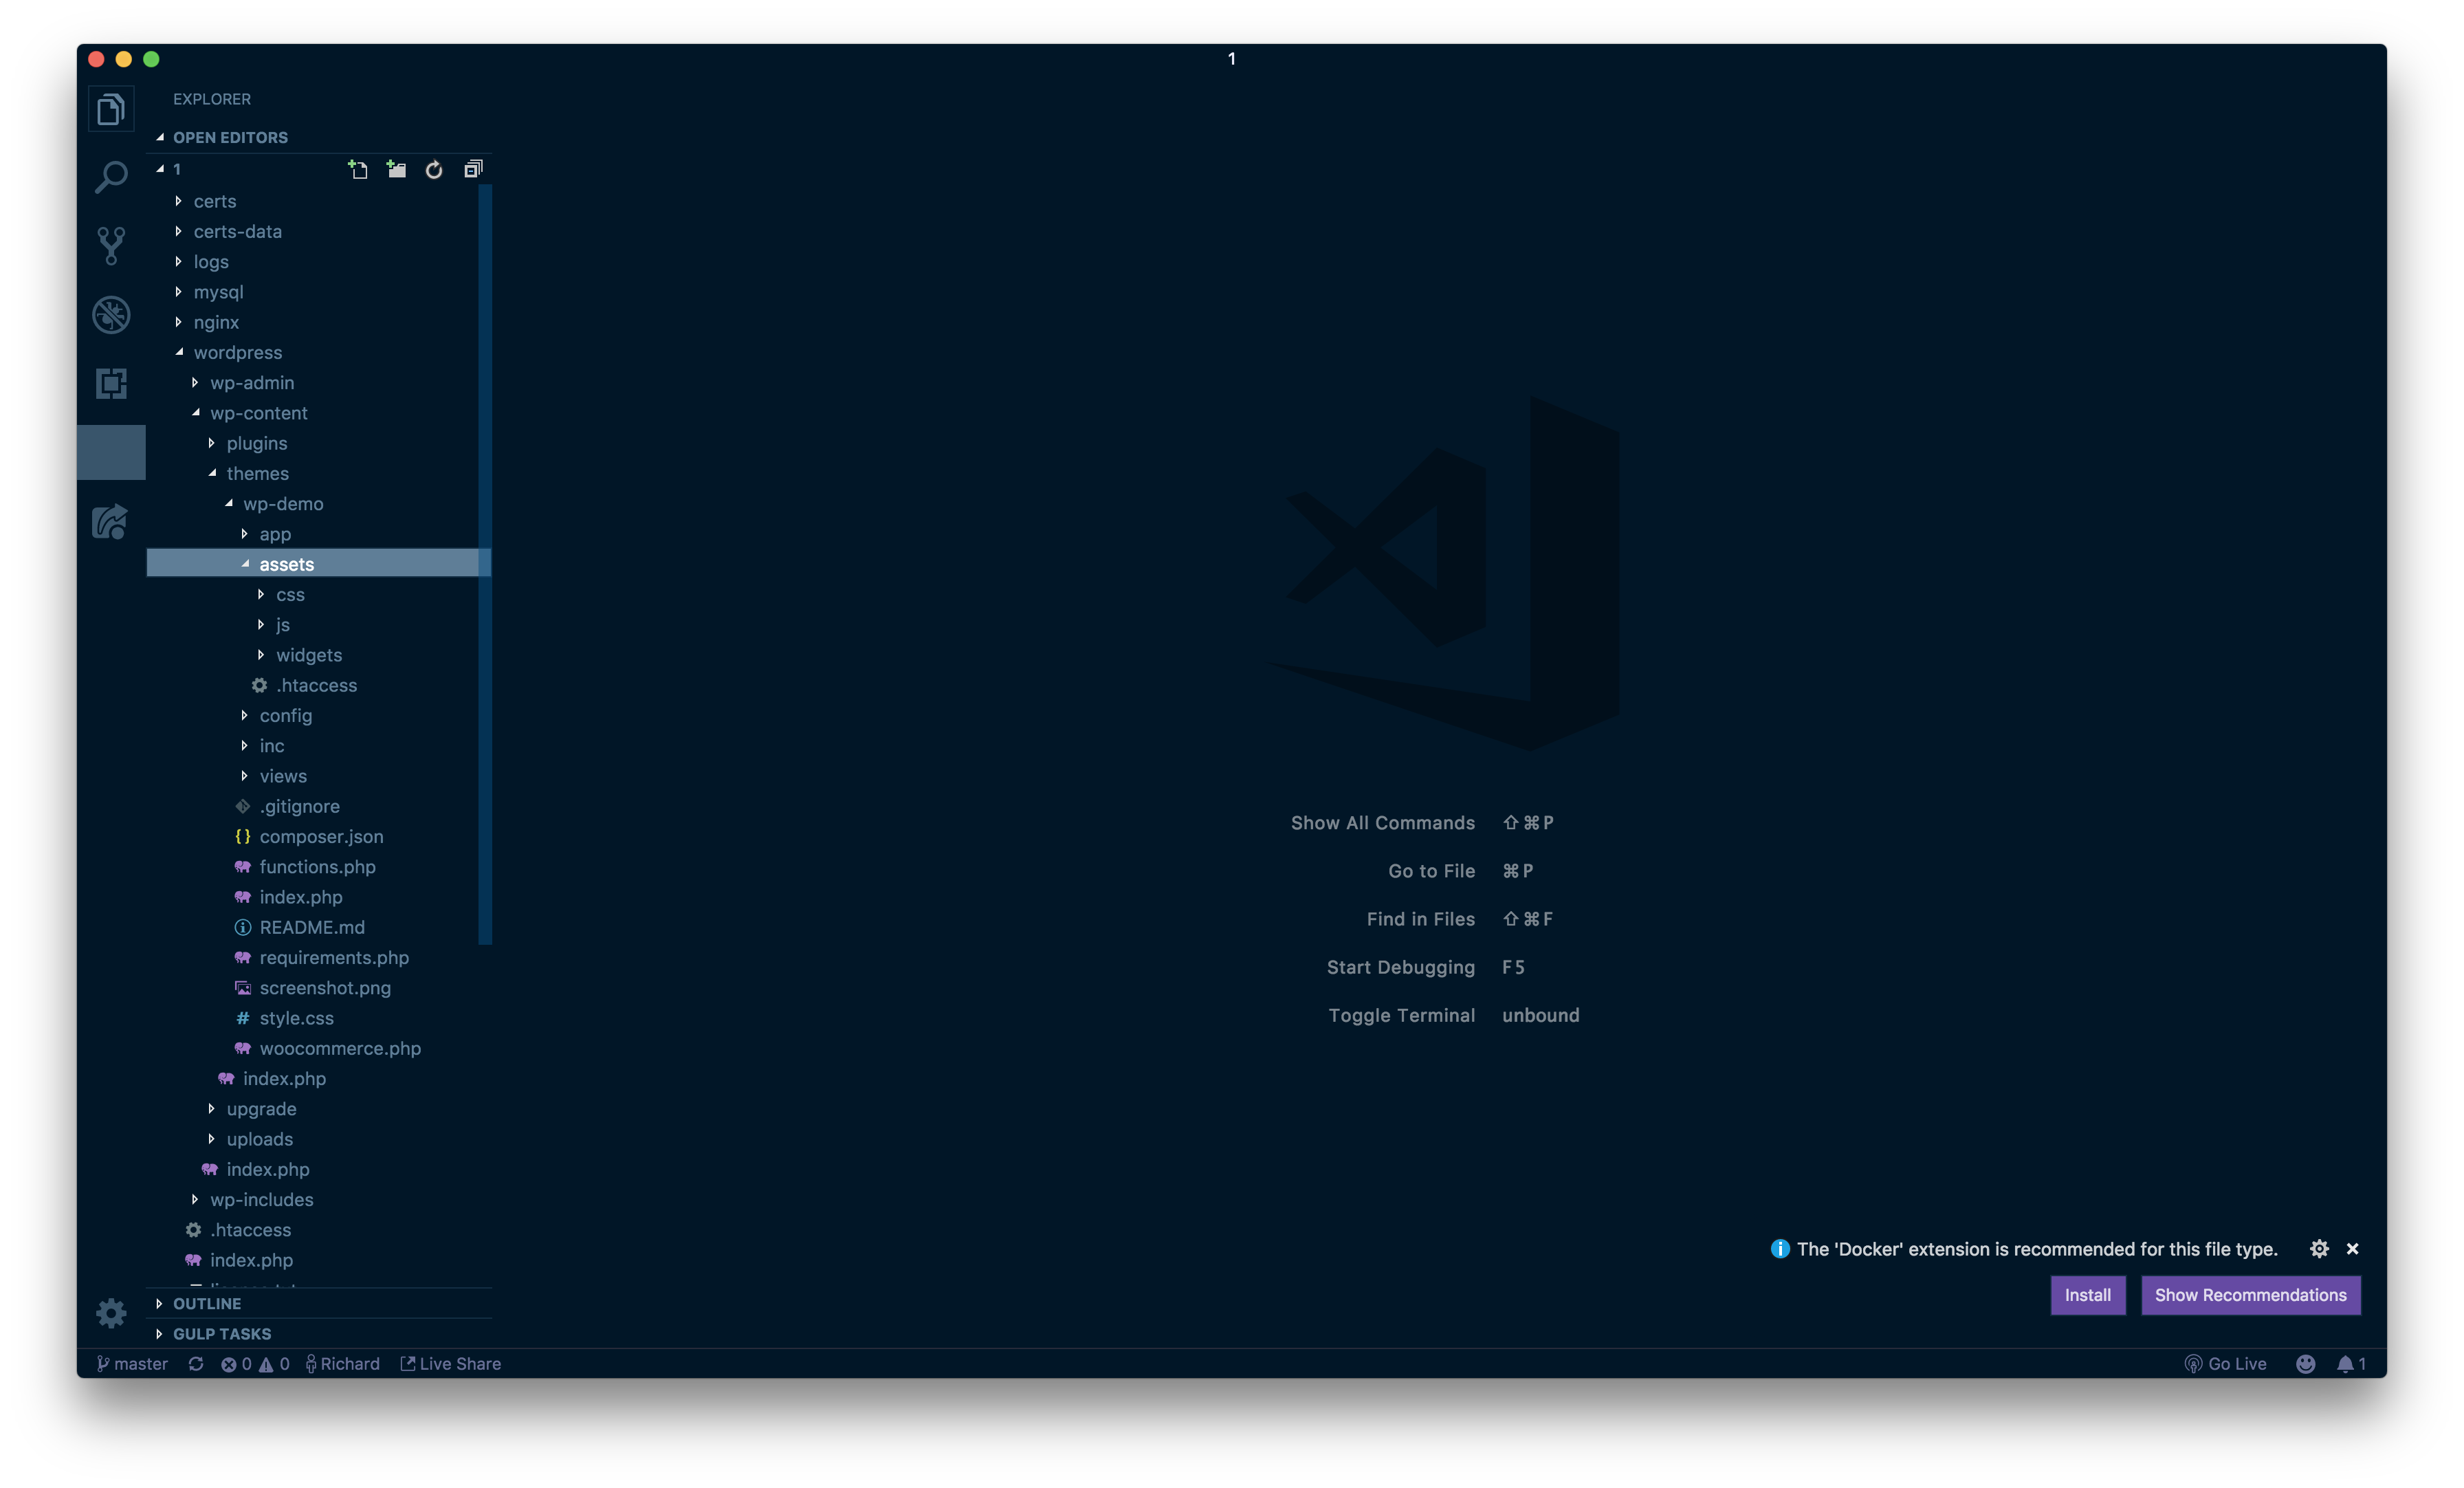 1
EXPLORER
OPEN EDITORS
1
certs
certs-data
logs
mysql
nginx
wordpress
wp-admin
wp-content
plugins
themes
wp-demo
app
assets
css
js
widgets
.htaccess
config
inc
views
.gitignore
{} composer.json
functions.php
index.php
README.md
requirements.php
screenshot.png
# style.css
woocommerce.php
index.php
upgrade
uploads
index.php
wp-includes
.htaccess
index.php
OUTLINE
GULP TASKS
Show All Commands ⇧⌘P
Go to File ⌘P
Find in Files ⇧⌘F
Start Debugging F5
Toggle Terminal unbound
The 'Docker' extension is recommended for this file type.
Install Show Recommendations
master 0 0 Richard Live Share Go Live 1